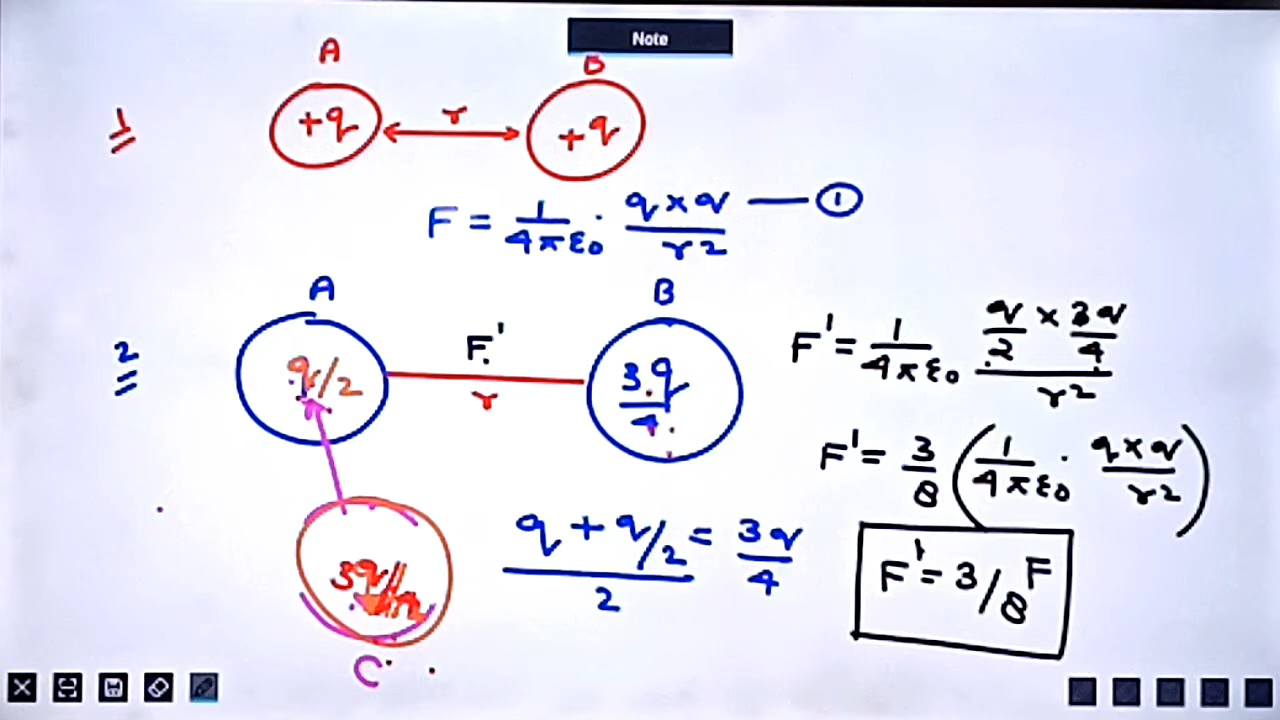 Note
A B
1 +q r +q
F = 1/4πε0 · q×q/r2 — ①
A B
2 q/2 F' r 3q/4
F' = 1/4πε0 q/2 × 3q/4 / r2
F' = 3/8 (1/4πε0 · q×q/r2)
q + q/2 / 2 = 3q/4
F' = 3/8 F
C